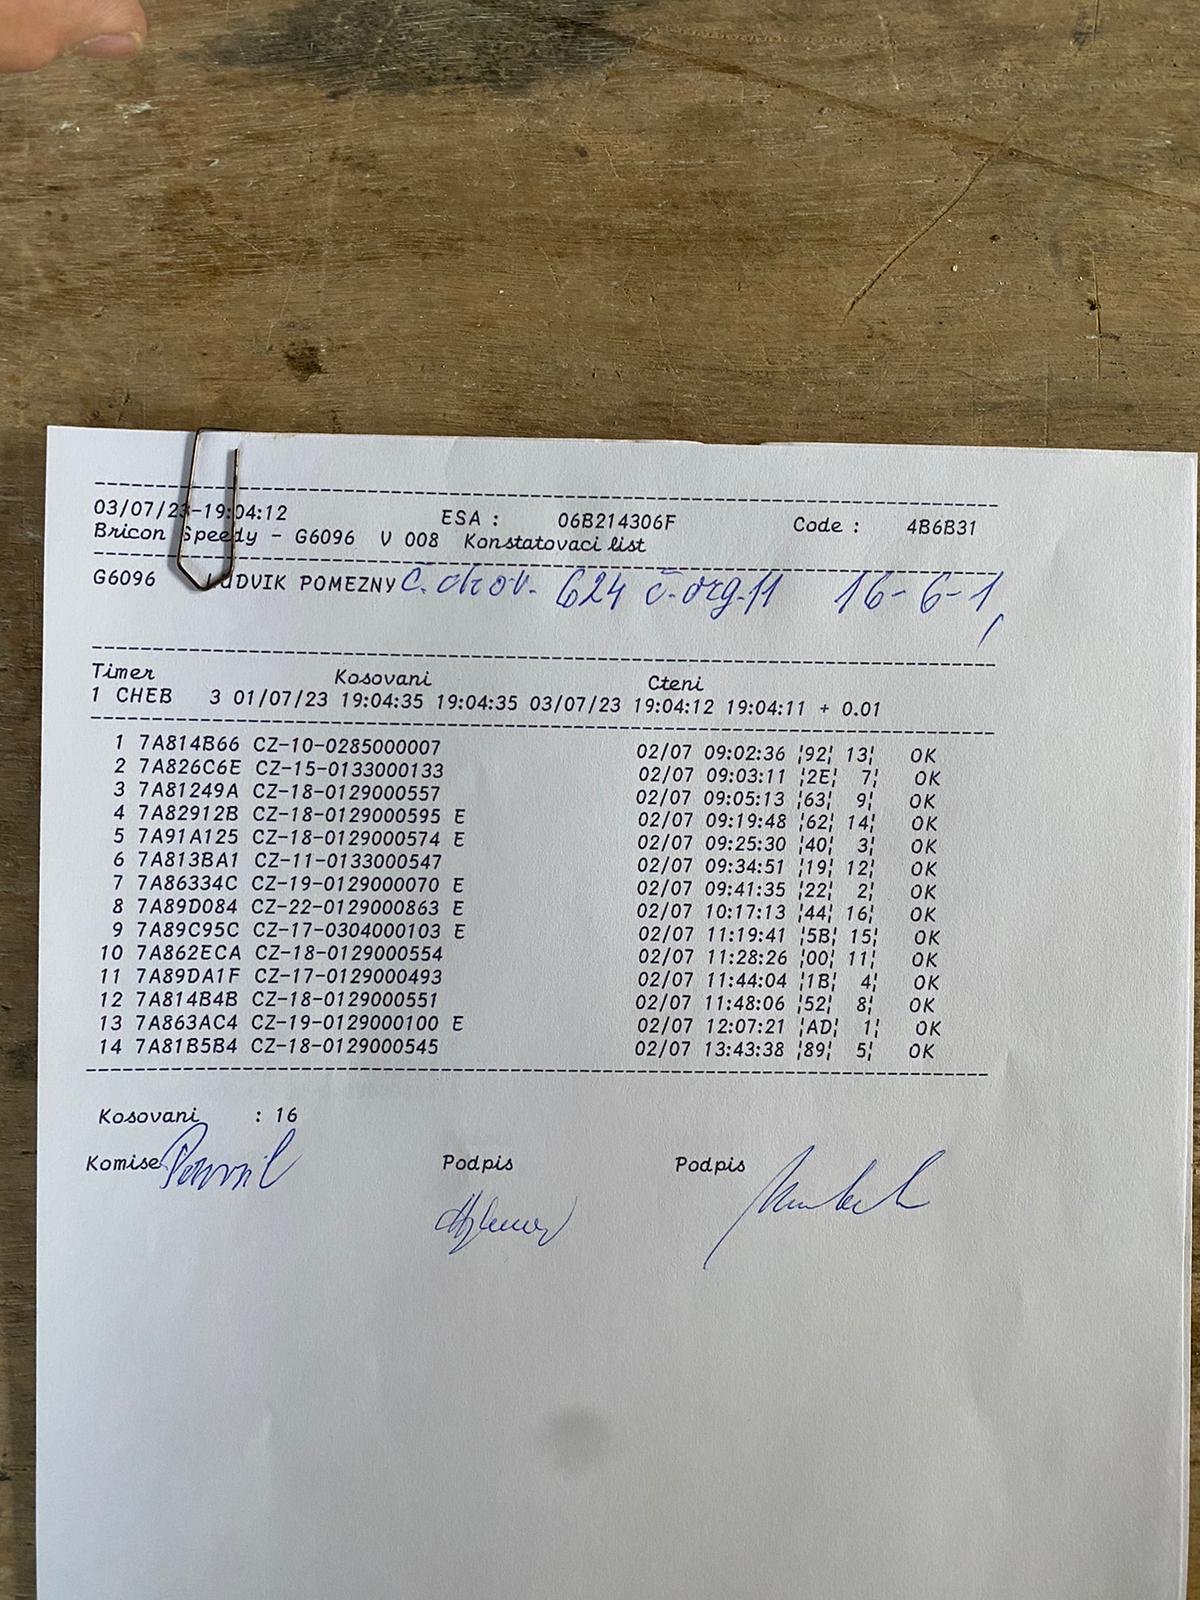 03/07/23-19:04:12 ESA : 06B214306F Code : 4B6B31
Bricon Speedy - G6096 V 008 Konstatovaci list
G6096 LUDVIK POMEZNY č. chov. 624 č. org. 11 16-6-1,
Timer Kosovani Cteni
1 CHEB 3 01/07/23 19:04:35 19:04:35 03/07/23 19:04:12 19:04:11 + 0.01
1 7A814B66 CZ-10-0285000007 02/07 09:02:36 ¦92¦ 13¦ OK
2 7A826C6E CZ-15-0133000133 02/07 09:03:11 ¦2E¦ 7¦ OK
3 7A81249A CZ-18-0129000557 02/07 09:05:13 ¦63¦ 9¦ OK
4 7A82912B CZ-18-0129000595 E 02/07 09:19:48 ¦62¦ 14¦ OK
5 7A91A125 CZ-18-0129000574 E 02/07 09:25:30 ¦40¦ 3¦ OK
6 7A813BA1 CZ-11-0133000547 02/07 09:34:51 ¦19¦ 12¦ OK
7 7A86334C CZ-19-0129000070 E 02/07 09:41:35 ¦22¦ 2¦ OK
8 7A89D084 CZ-22-0129000863 E 02/07 10:17:13 ¦44¦ 16¦ OK
9 7A89C95C CZ-17-0304000103 E 02/07 11:19:41 ¦5B¦ 15¦ OK
10 7A862ECA CZ-18-0129000554 02/07 11:28:26 ¦00¦ 11¦ OK
11 7A89DA1F CZ-17-0129000493 02/07 11:44:04 ¦1B¦ 4¦ OK
12 7A814B4B CZ-18-0129000551 02/07 11:48:06 ¦52¦ 8¦ OK
13 7A863AC4 CZ-19-0129000100 E 02/07 12:07:21 ¦AD¦ 1¦ OK
14 7A81B5B4 CZ-18-0129000545 02/07 13:43:38 ¦89¦ 5¦ OK
Kosovani : 16
Komise Podpis Podpis